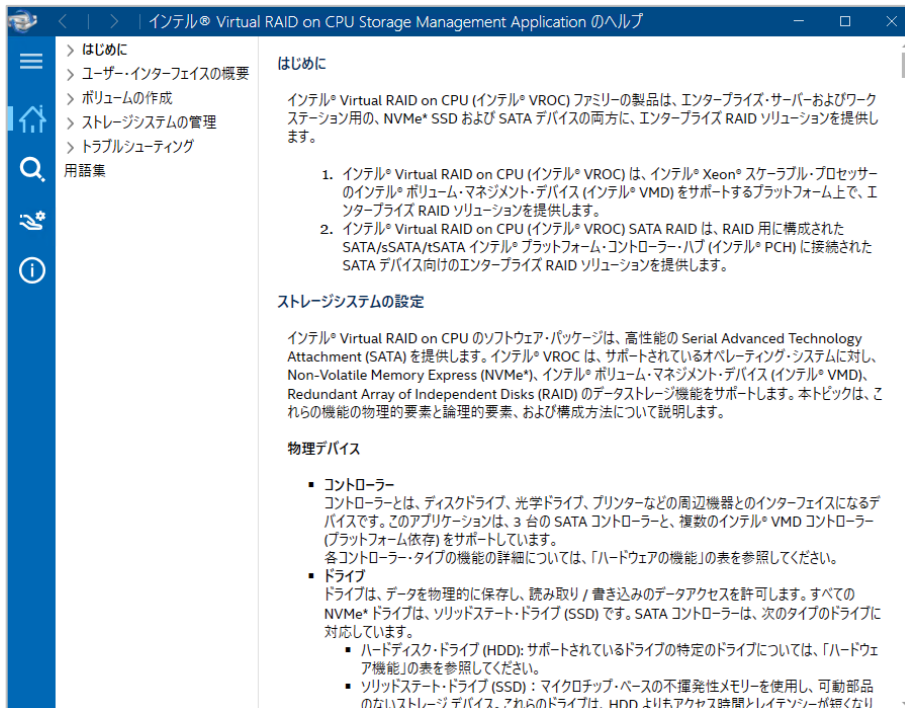 インテル® Virtual RAID on CPU Storage Management Application のヘルプ
はじめに
ユーザー・インターフェイスの概要
ボリュームの作成
ストレージシステムの管理
トラブルシューティング
用語集
はじめに
インテル® Virtual RAID on CPU (インテル® VROC) ファミリーの製品は、エンタープライズ・サーバーおよびワーク
ステーション用の、NVMe* SSD および SATA デバイスの両方に、エンタープライズ RAID ソリューションを提供し
ます。
1. インテル® Virtual RAID on CPU (インテル® VROC) は、インテル® Xeon® スケーラブル・プロセッサー
のインテル® ボリューム・マネジメント・デバイス (インテル® VMD) をサポートするプラットフォーム上で、エ
ンタープライズ RAID ソリューションを提供します。
2. インテル® Virtual RAID on CPU (インテル® VROC) SATA RAID は、RAID 用に構成された
SATA/sSATA/tSATA インテル® プラットフォーム・コントローラー・ハブ (インテル® PCH) に接続された
SATA デバイス向けのエンタープライズ RAID ソリューションを提供します。
ストレージシステムの設定
インテル® Virtual RAID on CPU のソフトウェア・パッケージは、高性能の Serial Advanced Technology
Attachment (SATA) を提供します。インテル® VROC は、サポートされているオペレーティング・システムに対し、
Non-Volatile Memory Express (NVMe*)、インテル® ボリューム・マネジメント・デバイス (インテル® VMD)、
Redundant Array of Independent Disks (RAID) のデータストレージ機能をサポートします。本トピックは、こ
れらの機能の物理的要素と論理的要素、および構成方法について説明します。
物理デバイス
▪ コントローラー
コントローラーとは、ディスクドライブ、光学ドライブ、プリンターなどの周辺機器とのインターフェイスになるデ
バイスです。このアプリケーションは、3 台の SATA コントローラーと、複数のインテル® VMD コントローラー
(プラットフォーム依存) をサポートしています。
各コントローラー・タイプの機能の詳細については、「ハードウェアの機能」の表を参照してください。
▪ ドライブ
ドライブは、データを物理的に保存し、読み取り / 書き込みのデータアクセスを許可します。すべての
NVMe* ドライブは、ソリッドステート・ドライブ (SSD) です。SATA コントローラーは、次のタイプのドライブに
対応しています。
▪ ハードディスク・ドライブ (HDD): サポートされているドライブの特定のドライブについては、「ハードウェ
ア機能」の表を参照してください。
▪ ソリッドステート・ドライブ (SSD)：マイクロチップ・ベースの不揮発性メモリーを使用し、可動部品
のないストレージ デバイス。これらのドライブは、HDD よりもアクセス時間とレイテンシーが短くなり